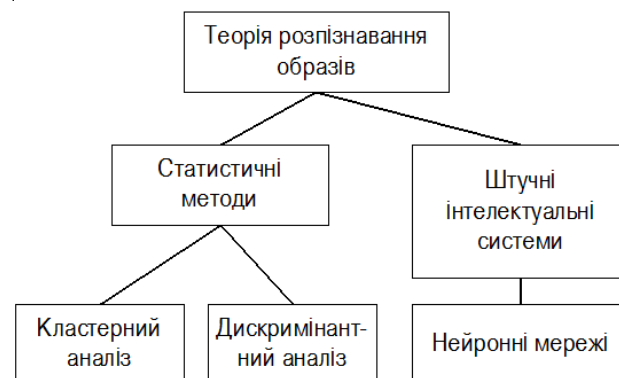 Теорія розпізнавання
образів
Статистичні
методи
Штучні
інтелектуальні
системи
Кластерний
аналіз
Дискримінант-
ний аналіз
Нейронні мережі